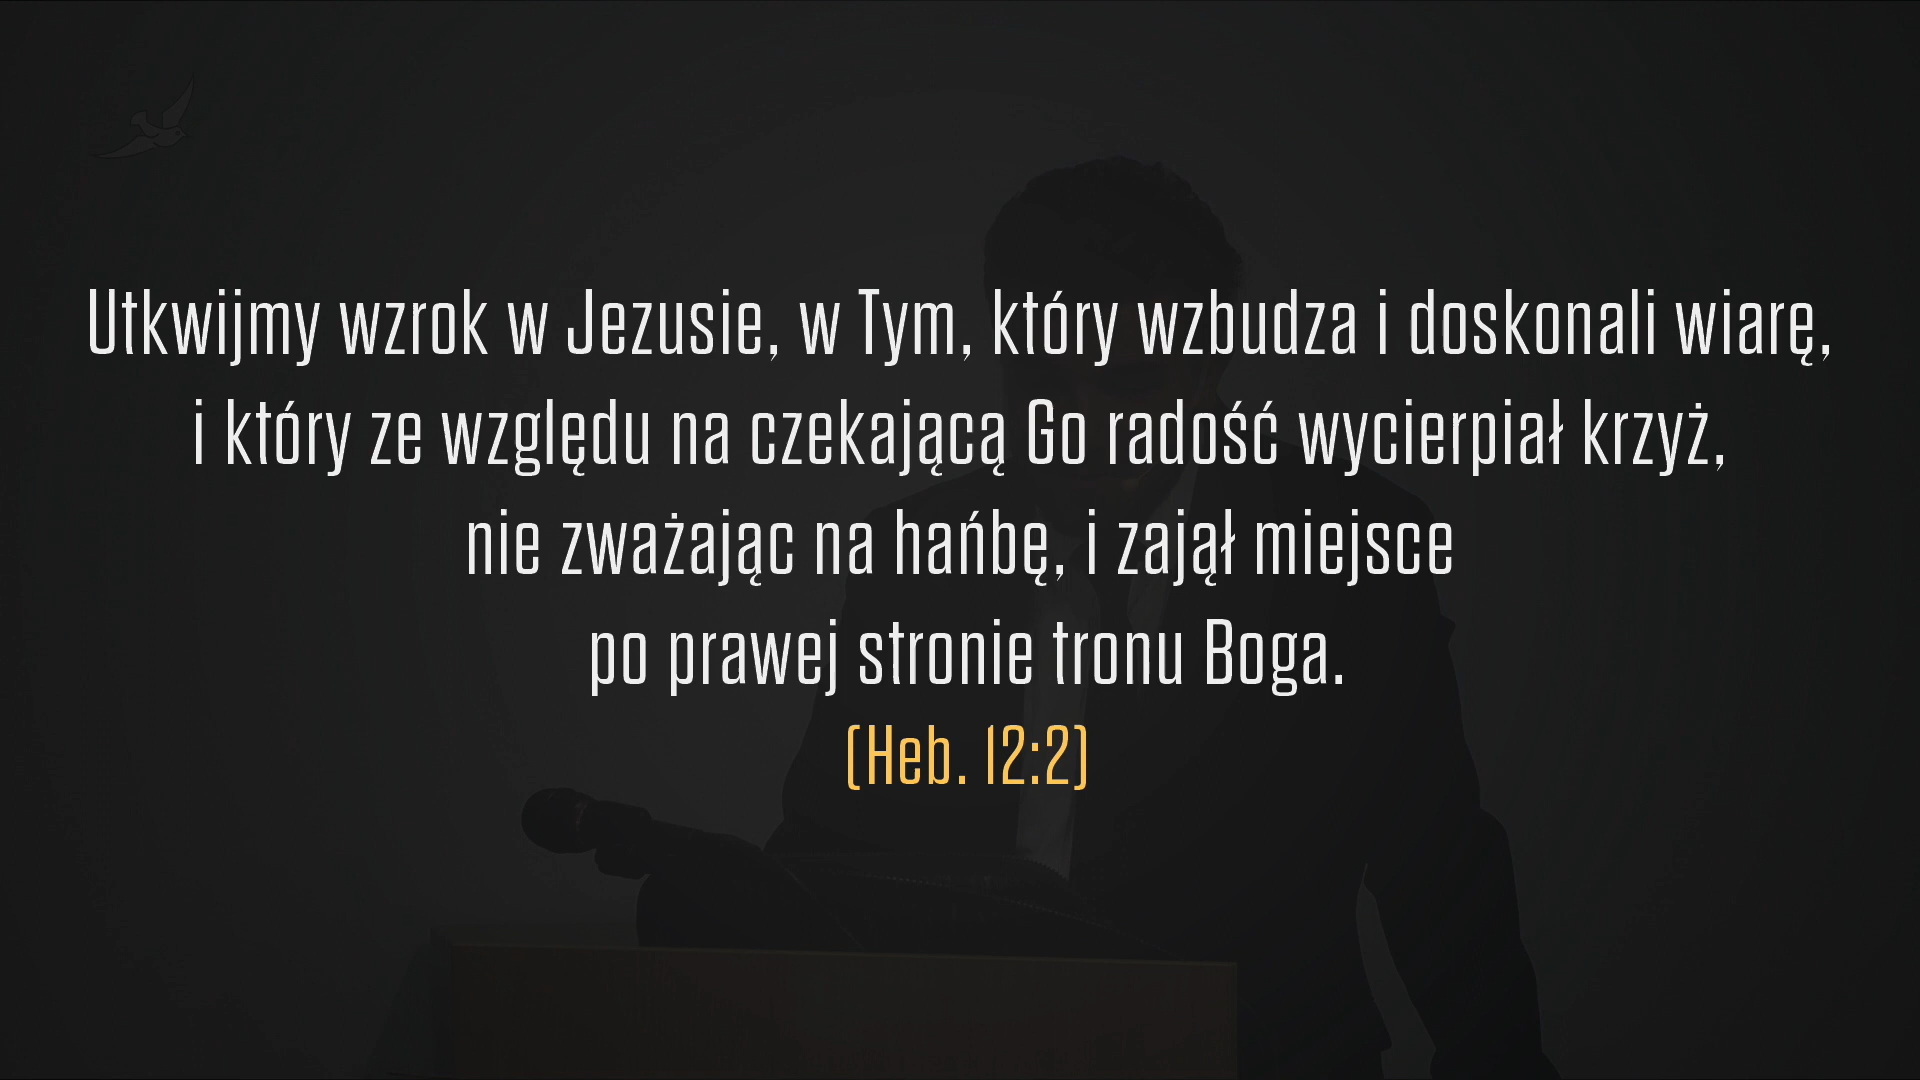 Utkwijmy wzrok w Jezusie, w Tym, który wzbudza i doskonali wiarę,
i który ze względu na czekającą Go radość wycierpiał krzyż,
nie zważając na hańbę, i zajął miejsce
po prawej stronie tronu Boga.
(Heb. 12:2)